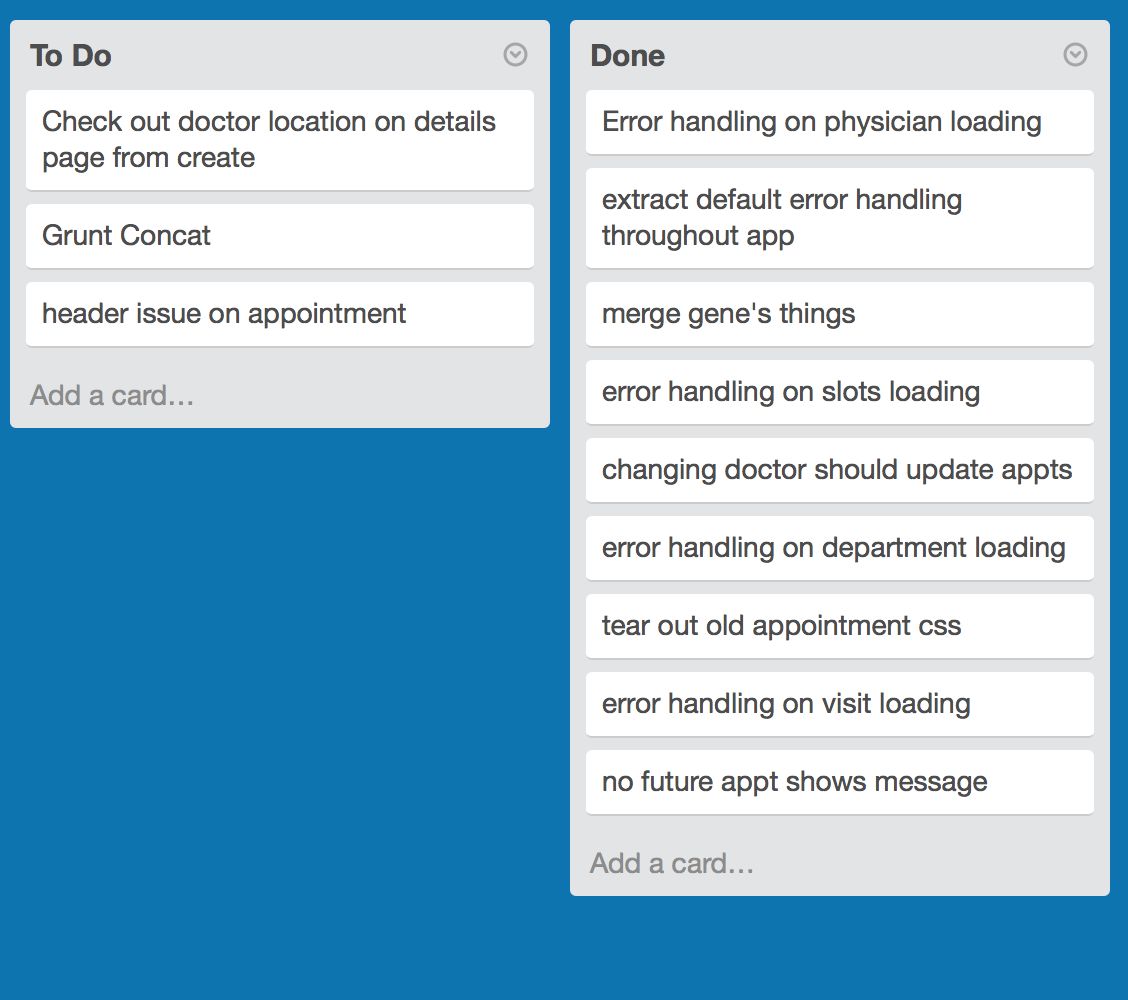 To Do
Check out doctor location on details
page from create
Grunt Concat
header issue on appointment
Add a card...
Done
Error handling on physician loading
extract default error handling
throughout app
merge gene's things
error handling on slots loading
changing doctor should update appts
error handling on department loading
tear out old appointment css
error handling on visit loading
no future appt shows message
Add a card...